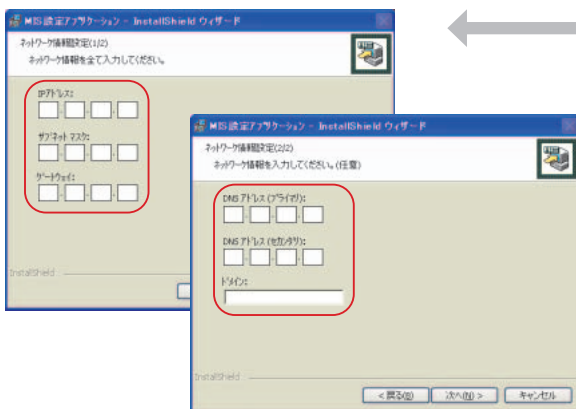 MIS 設定アプリケーション - InstallShield ウィザード
ネットワーク情報設定(1/2)
ネットワーク情報を全て入力してください。
IPアドレス:
サブネット マスク:
ゲートウェイ:
InstallShield
MIS 設定アプリケーション - InstallShield ウィザード
ネットワーク情報設定(2/2)
ネットワーク情報を入力してください。(任意)
DNS アドレス(プライマリ):
DNS アドレス(セカンダリ):
ドメイン:
InstallShield
< 戻る(B)
次へ(N) >
キャンセル